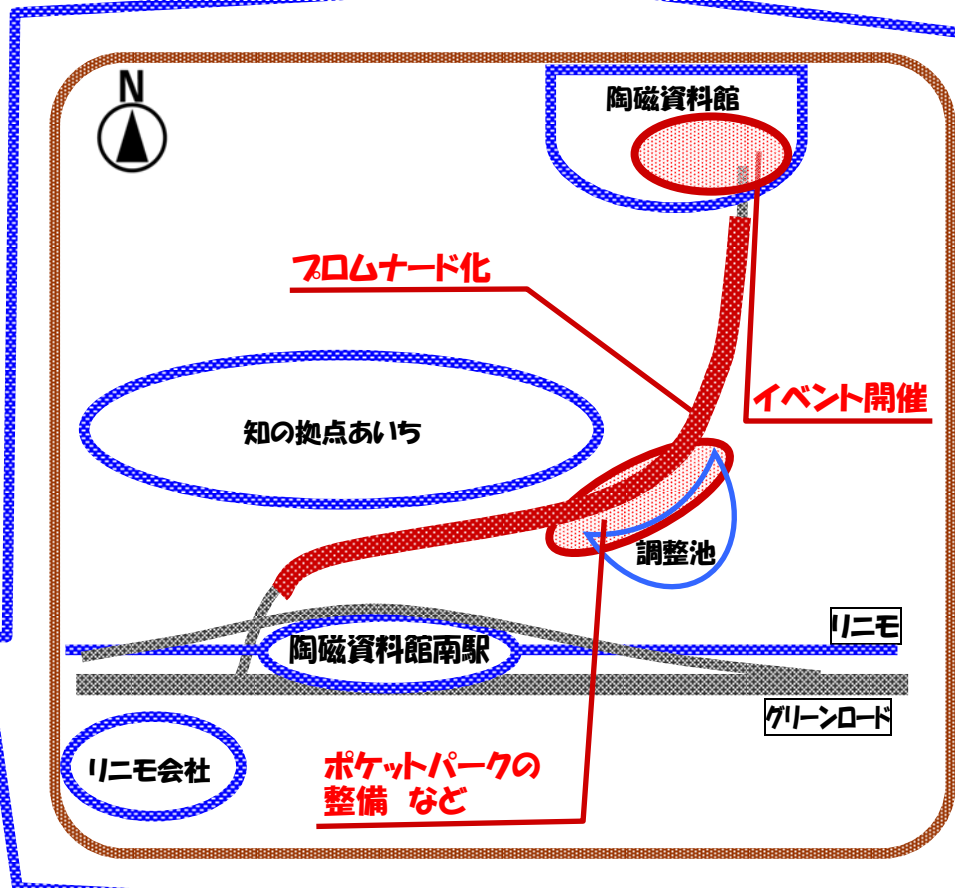 N
陶磁資料館
プロムナード化
イベント開催
知の拠点あいち
調整池
リニモ
陶磁資料館南駅
グリーンロード
リニモ会社
ポケットパークの
整備 など